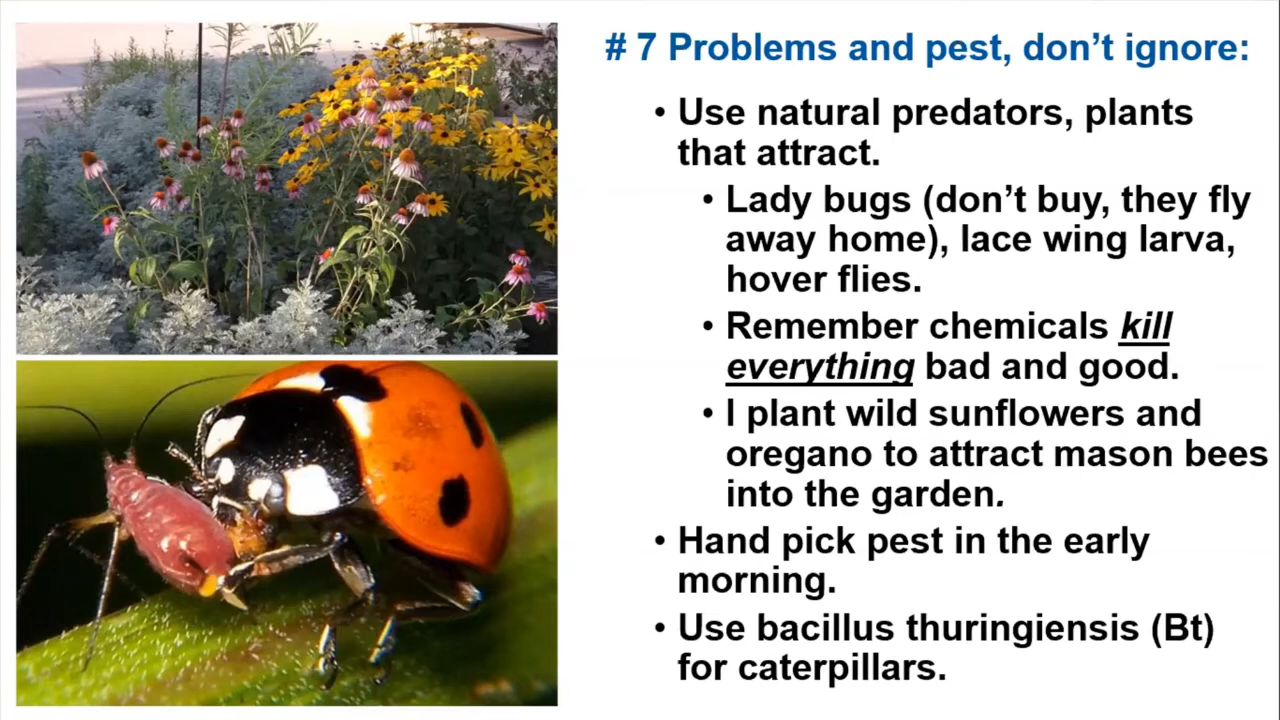 # 7 Problems and pest, don’t ignore:
• Use natural predators, plants
that attract.
• Lady bugs (don’t buy, they fly
away home), lace wing larva,
hover flies.
• Remember chemicals kill
everything bad and good.
• I plant wild sunflowers and
oregano to attract mason bees
into the garden.
• Hand pick pest in the early
morning.
• Use bacillus thuringiensis (Bt)
for caterpillars.